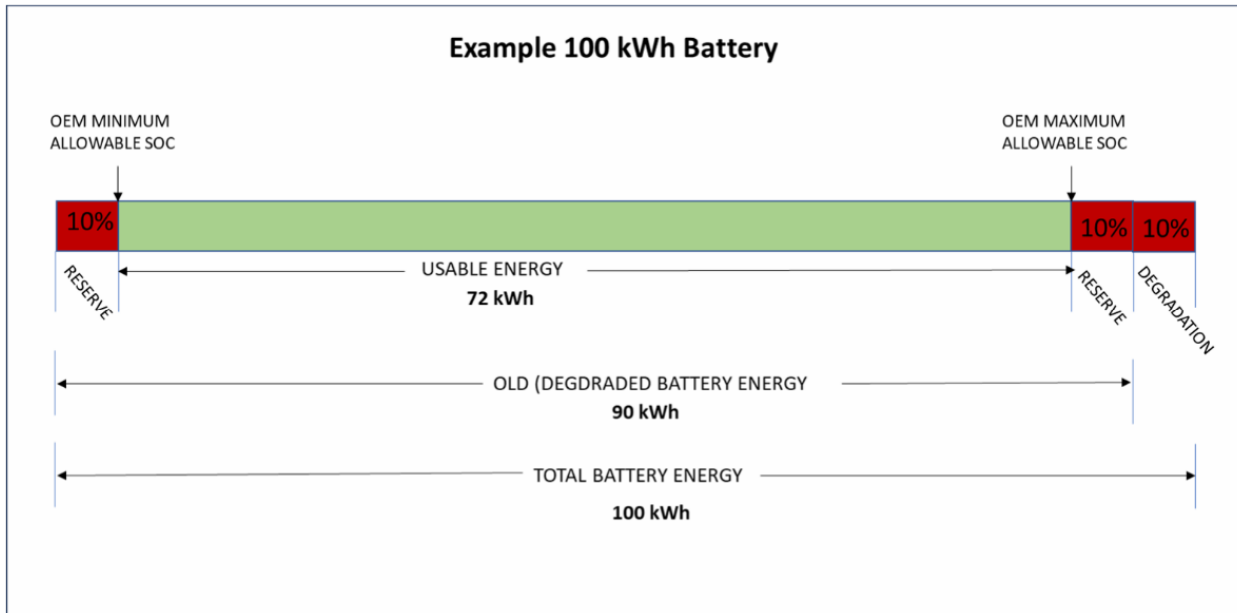 Example 100 kWh Battery
OEM MINIMUM
ALLOWABLE SOC
OEM MAXIMUM
ALLOWABLE SOC
10%
10%
10%
RESERVE
USABLE ENERGY
72 kWh
RESERVE
DEGRADATION
OLD (DEGDRADED BATTERY ENERGY
90 kWh
TOTAL BATTERY ENERGY
100 kWh